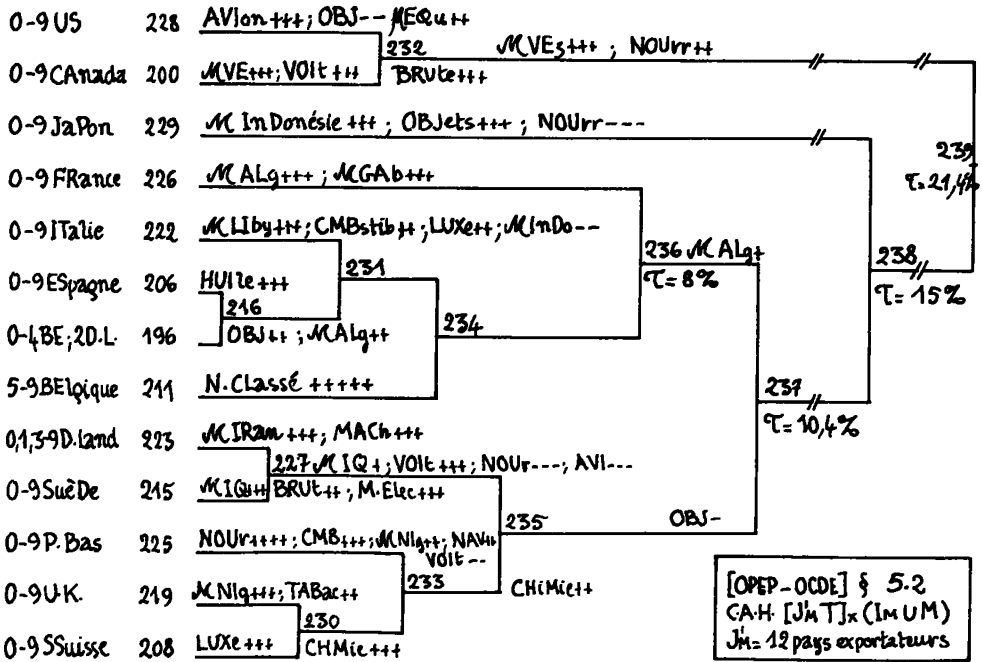 0-9 US 228 AVIon +++; OBJ-- MEQu++
232 MVEs+++ ; NOUrr++
0-9 CAnada 200 MVE+++; VOIt +++ BRUte+++
0-9 JaPon 229 M InDonésie +++ ; OBJets+++ ; NOUrr---
239
τ=21,4%
0-9 FRance 226 MALg+++ ; MGAb+++
0-9 ITalie 222 MLIby+++; CMBstib++; LUXe++; MInDo--
236 MALg+
τ=8%
238
τ=15%
231
0-9 ESpagne 206 HUIle +++
216
234
0-4 BE; 2D.L. 196 OBJ++ ; MALg++
5-9 BElgique 211 N.CLassé +++++
237
τ=10,4%
0,1,3-9 D.land 223 MIRan +++; MACh+++
227 MIQ+; VOIt+++; NOUr---; AVI---
0-9 SuèDe 215 MIQ+++ BRUt++; M.Elec+++
235 OBJ-
0-9 P.Bas 225 NOUr++++; CMB+++; MNIg++; NAV++
VOIt--
233 CHiMie++
0-9 U.K. 219 MNIg+++; TABac++
230
0-9 SSuisse 208 LUXe +++ CHMie+++
[OPEP-OCDE] § 5.2
C.A.H. [J'M T]x(IM U M)
J'M= 12 pays exportateurs